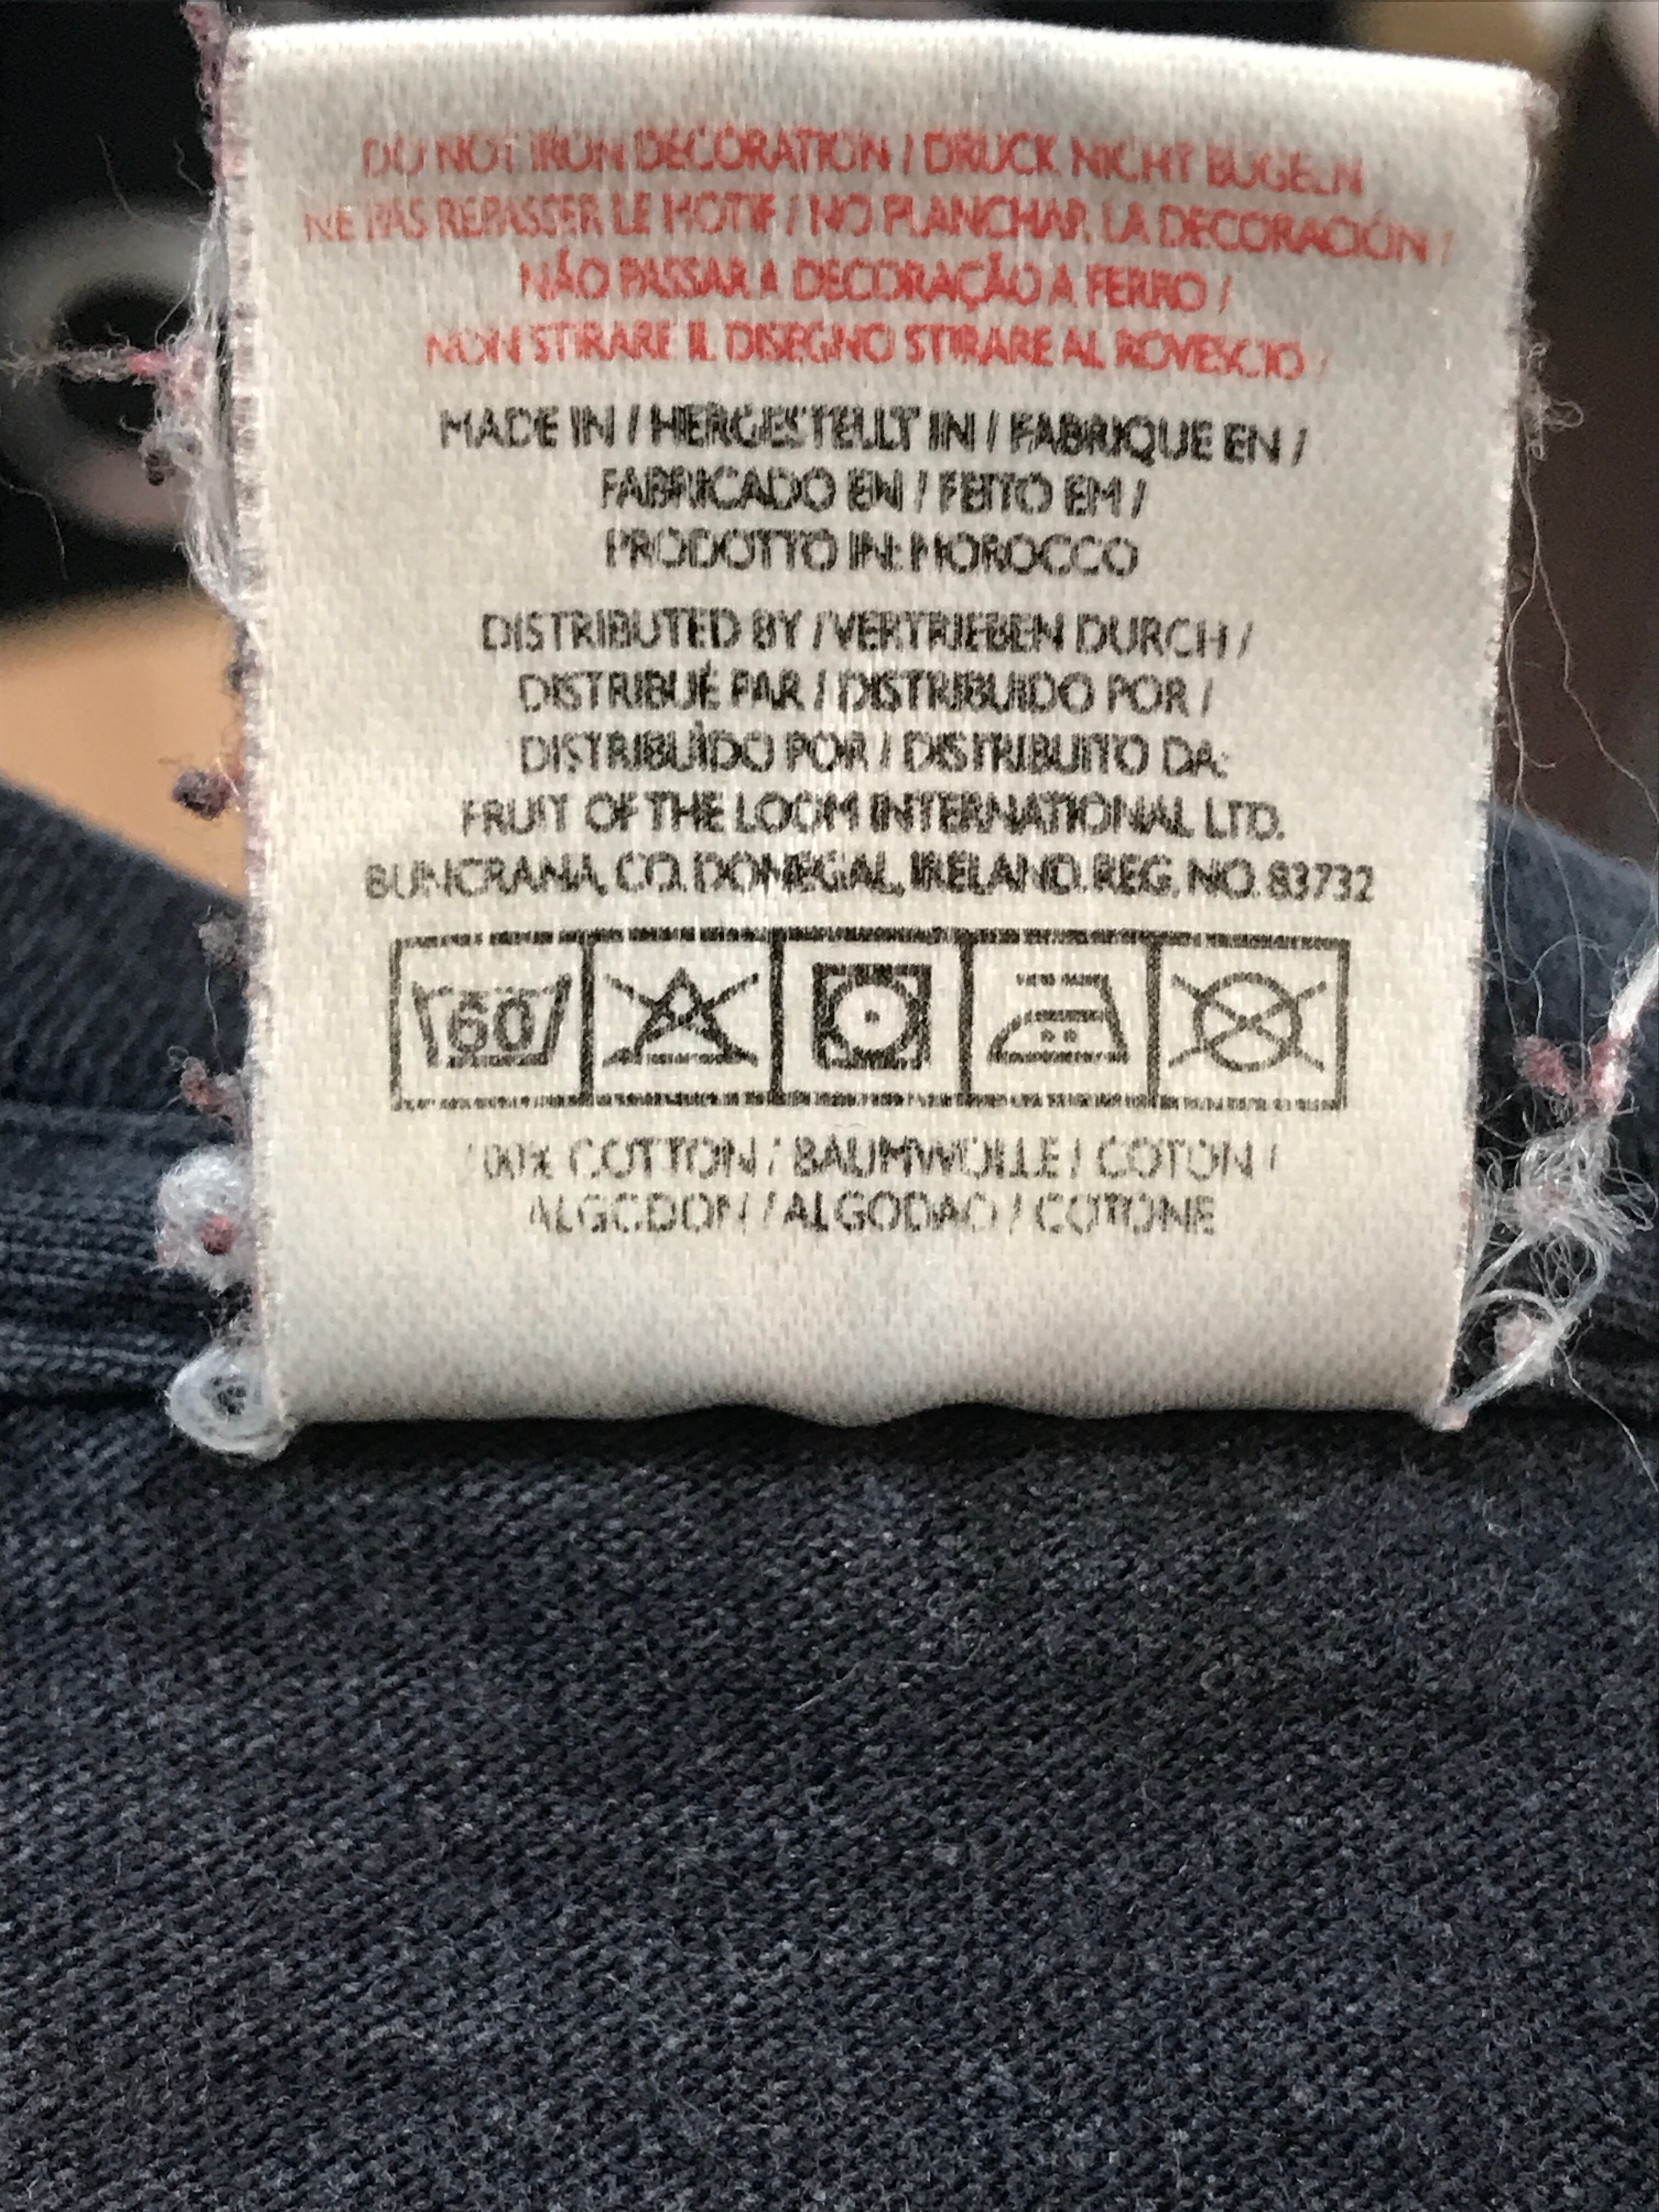 DO NOT IRON DECORATION / DRUCK NICHT BUGELN
NE PAS REPASSER LE MOTIF / NO PLANCHAR LA DECORACIÓN /
NÃO PASSAR A DECORAÇÃO A FERRO /
NON STIRARE IL DISEGNO STIRARE AL ROVESCIO /
MADE IN / HERGESTELLT IN / FABRIQUE EN /
FABRICADO EN / FEITO EM /
PRODOTTO IN: MOROCCO
DISTRIBUTED BY / VERTRIEBEN DURCH /
DISTRIBUÉ PAR / DISTRIBUIDO POR /
DISTRIBUÍDO POR / DISTRIBUITO DA:
FRUIT OF THE LOOM INTERNATIONAL LTD.
BUNCRANA, CO. DONEGAL, IRELAND. REG. NO. 83732
60
100% COTTON / BAUMWOLLE / COTON /
ALGODON / ALGODAO / COTONE